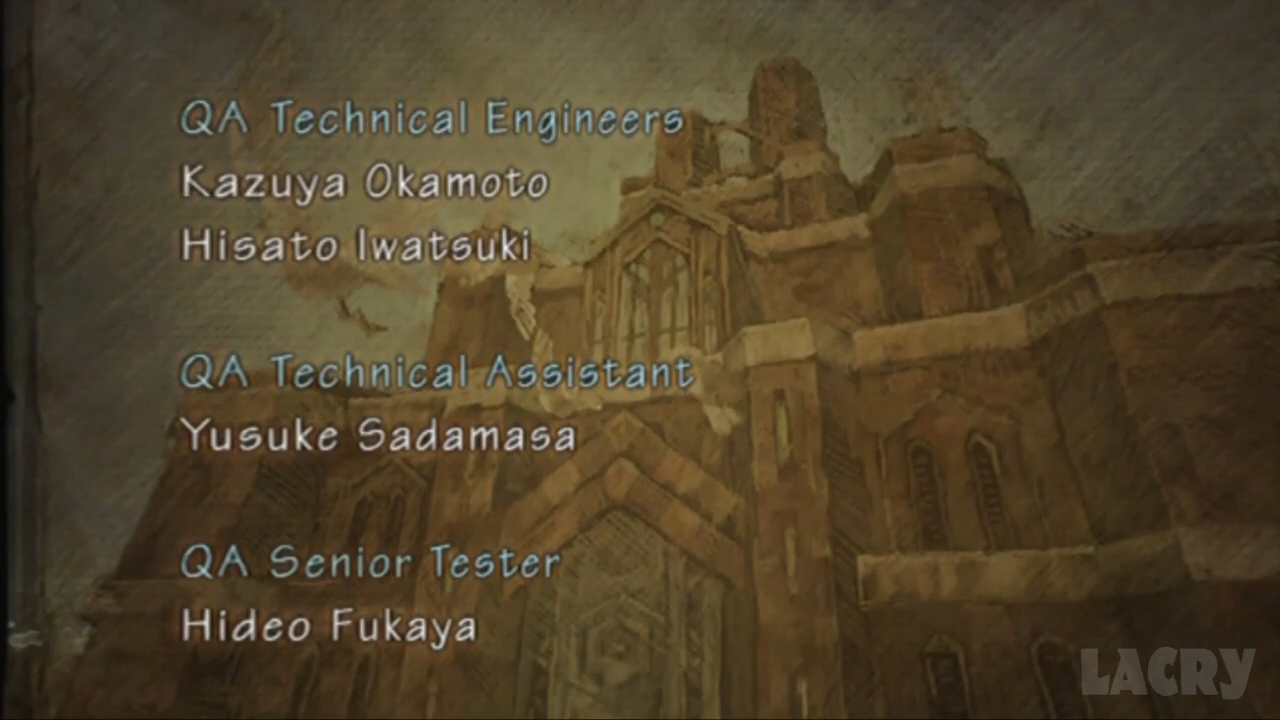 QA Technical Engineers
Kazuya Okamoto
Hisato Iwatsuki
QA Technical Assistant
Yusuke Sadamasa
QA Senior Tester
Hideo Fukaya
LACRY